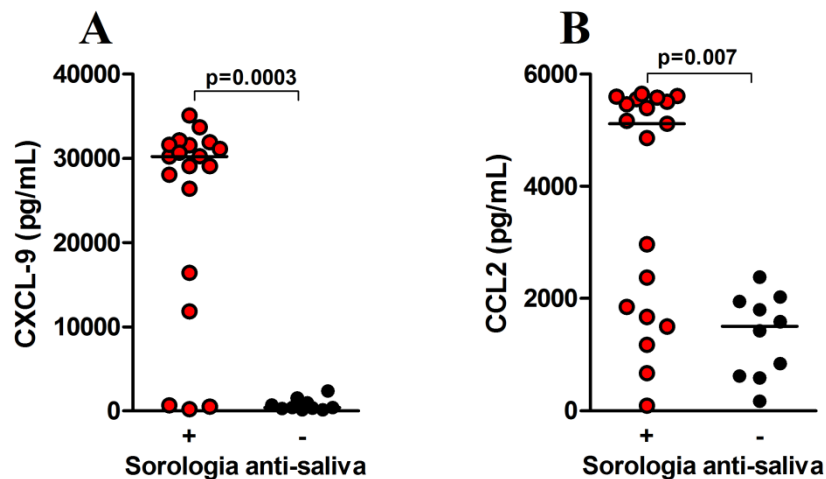 A
p=0.0003
CXCL-9 (pg/mL)
40000
30000
20000
10000
0
+ -
Sorologia anti-saliva
B
p=0.007
CCL2 (pg/mL)
6000
4000
2000
0
+ -
Sorologia anti-saliva